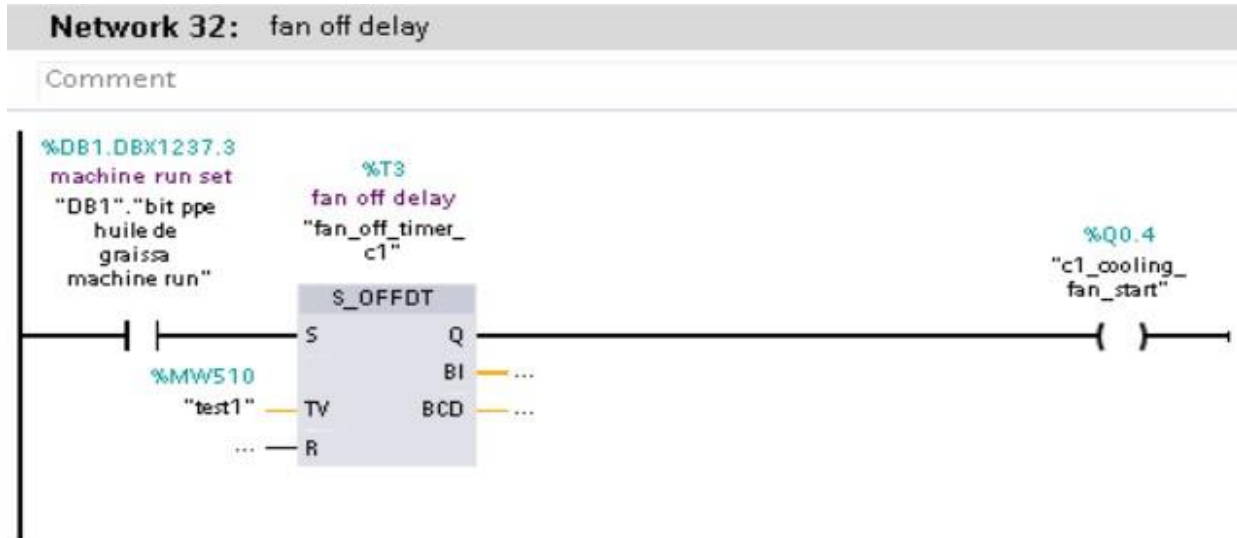 Network 32: fan off delay
Comment
%DB1.DBX1237.3
machine run set
"DB1"."bit ppe
huile de
graissa
machine run"
%T3
fan off delay
"fan_off_timer_
c1"
S_OFFDT
S
Q
%MW510
"test1"
TV
R
...
BI
...
BCD
...
%Q0.4
"c1_cooling_
fan_start"